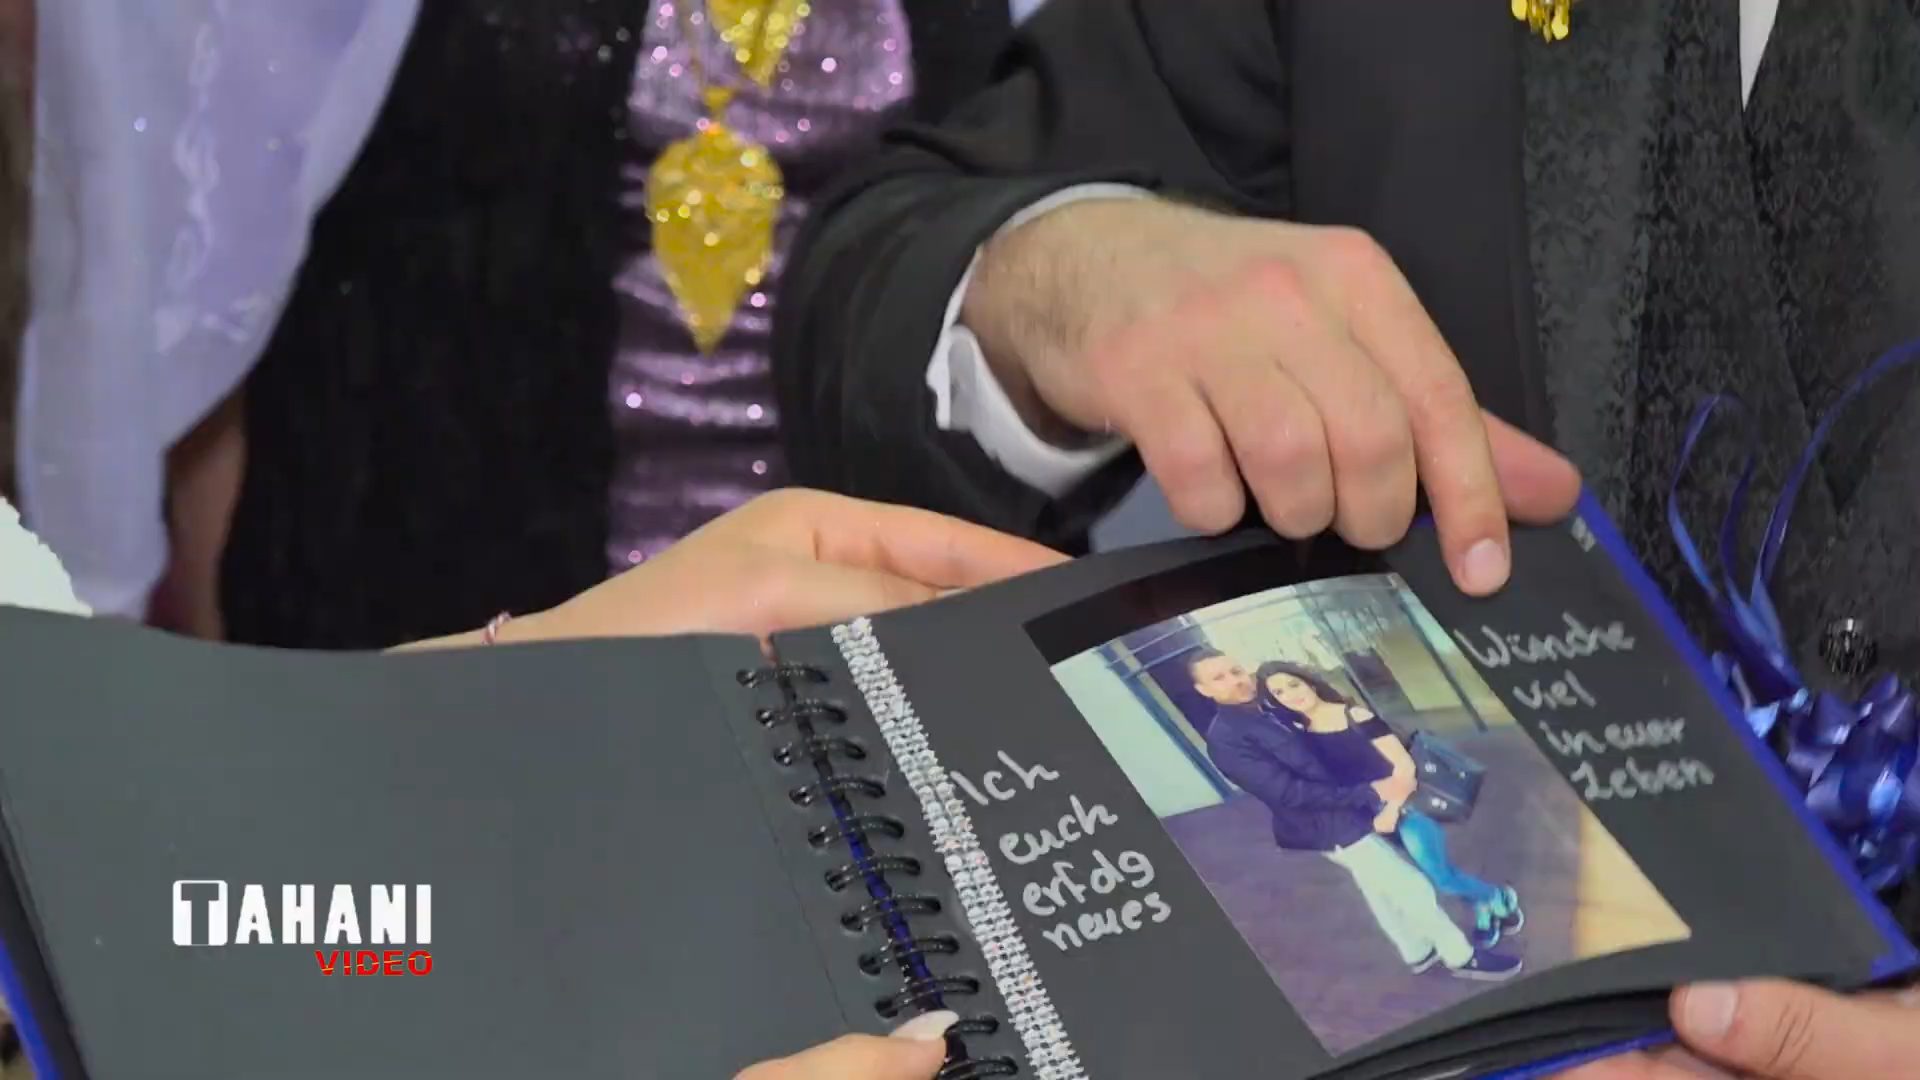 Ich
euch
erfolg
neues
Wünsche
viel
in euer
Leben
TAHANI
VIDEO